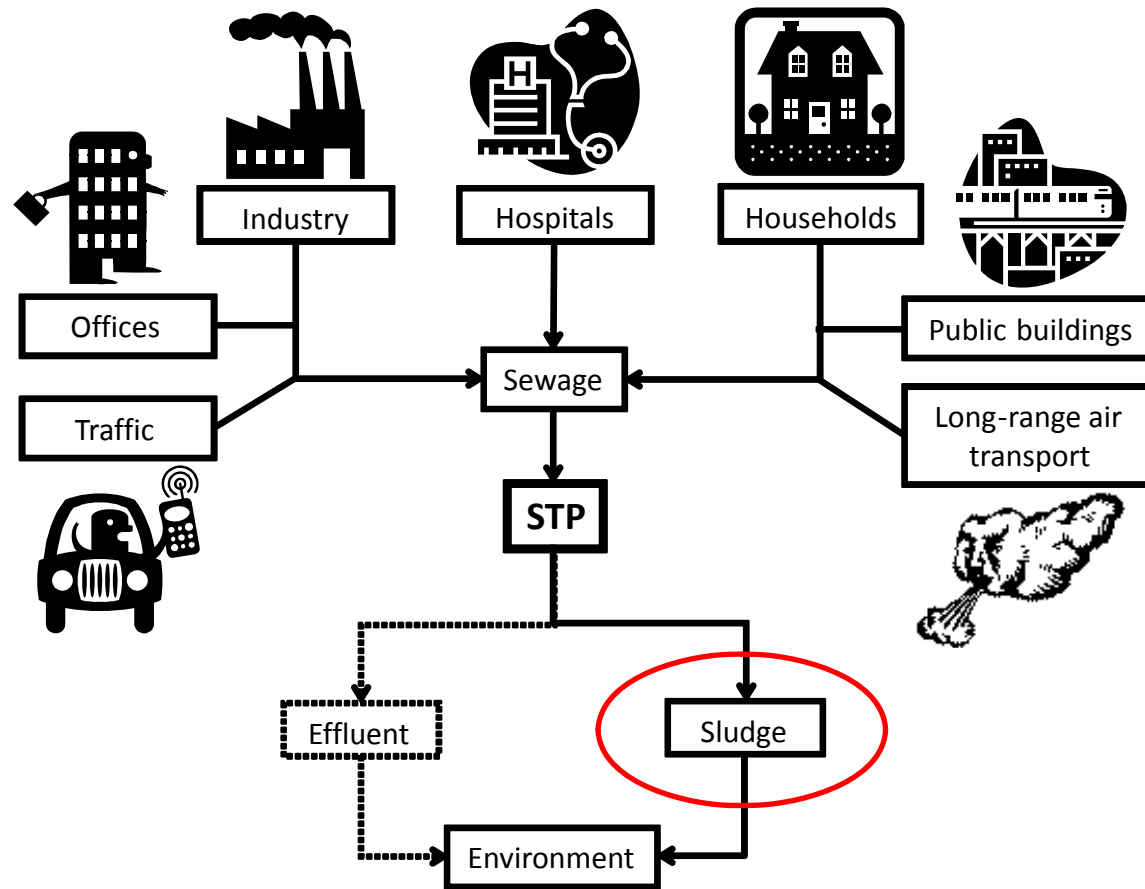 H
Industry
Hospitals
Households
Offices
Public buildings
Sewage
Traffic
Long-range air
transport
STP
Effluent
Sludge
Environment